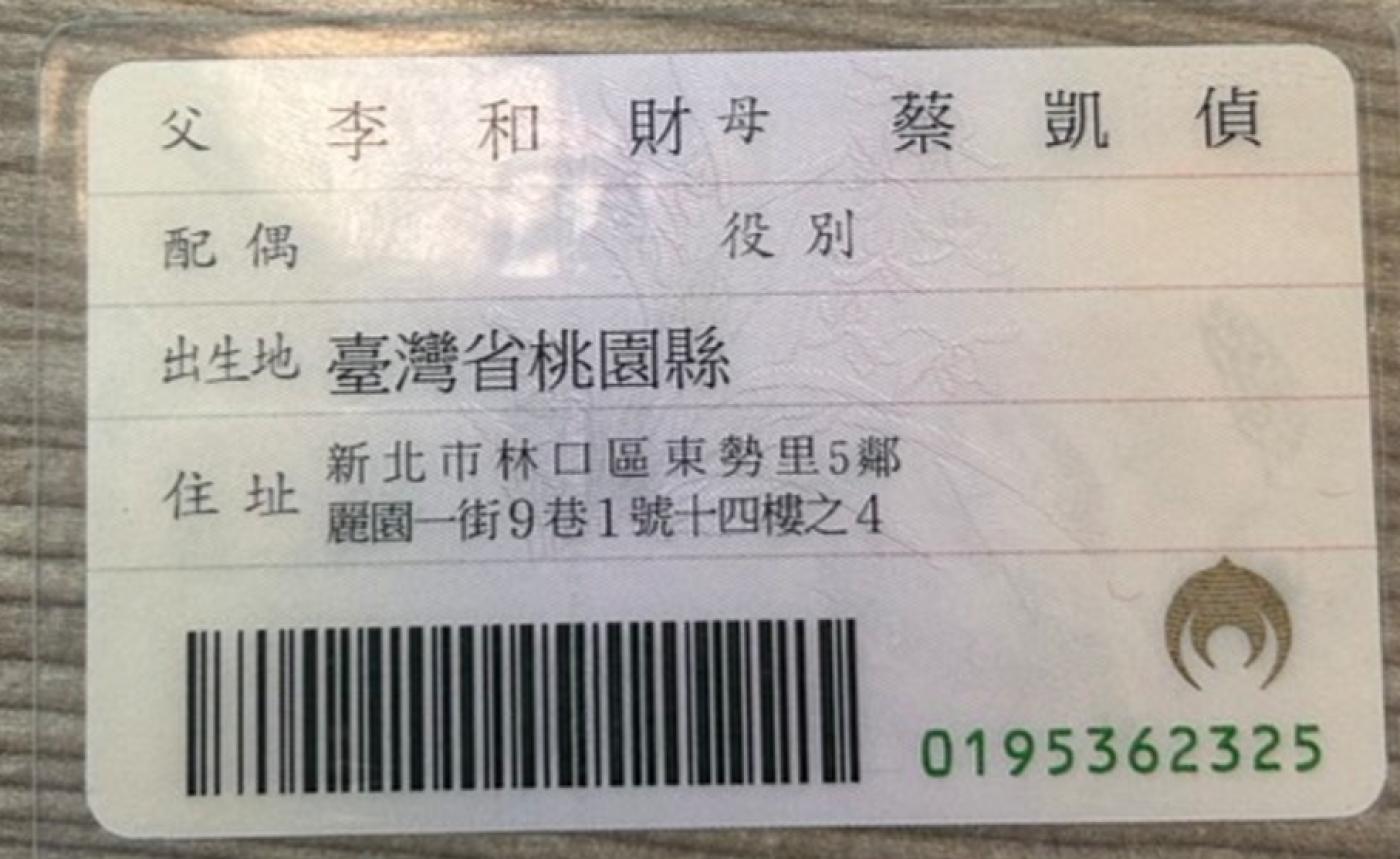 父 李和財 母 蔡凱偵
配偶 役別
出生地 臺灣省桃園縣
住址 新北市林口區東勢里5鄰
麗園一街9巷1號十四樓之4
0195362325